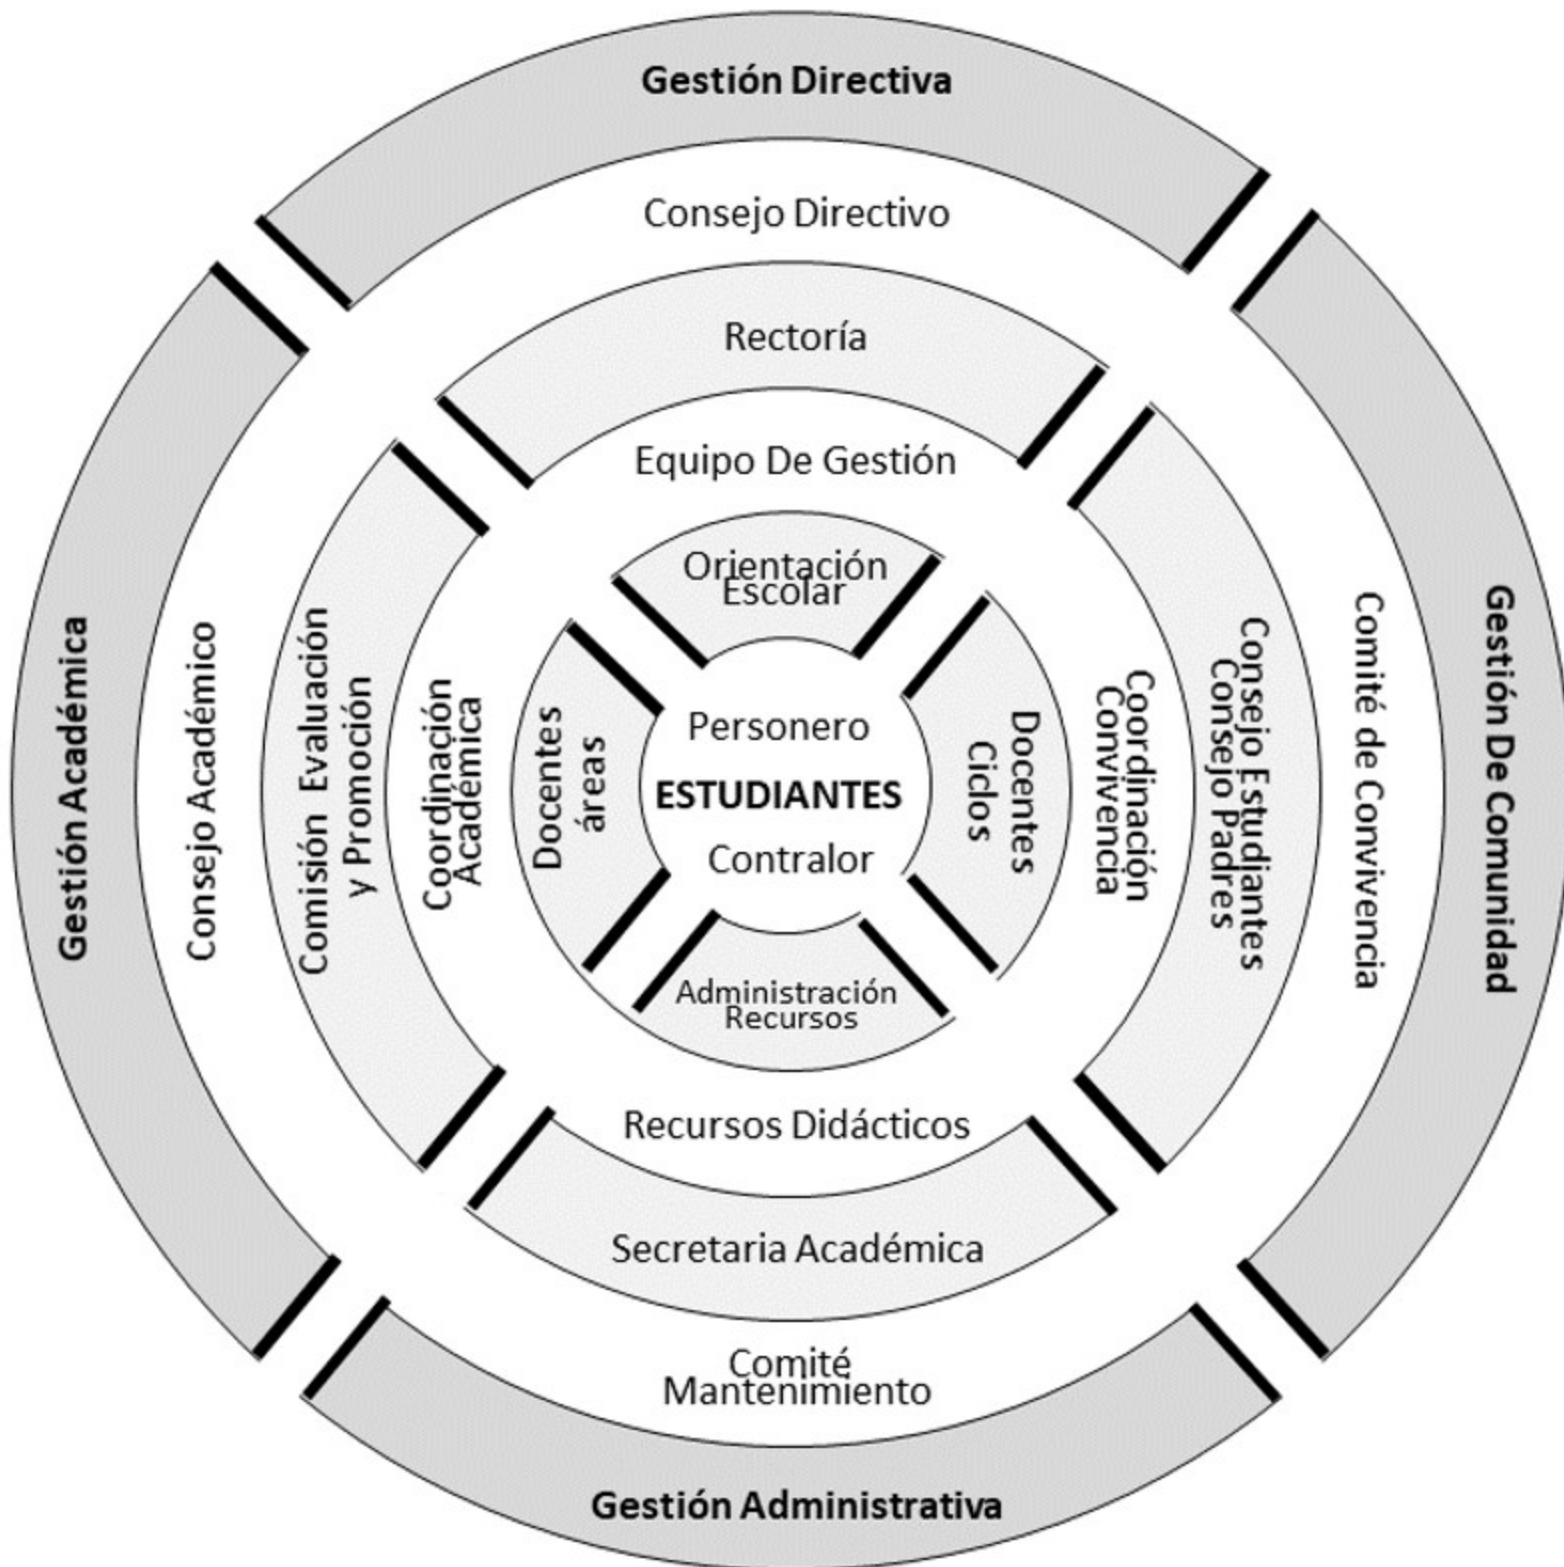 Gestión Directiva
Consejo Directivo
Rectoría
Equipo De Gestión
Orientación
Escolar
Gestión Académica
Consejo Académico
Comisión Evaluación
y Promoción
Coordinación
Académica
Docentes
áreas
Personero
ESTUDIANTES
Contralor
Docentes
Ciclos
Coordinación
Convivencia
Consejo Estudiantes
Consejo Padres
Comité de Convivencia
Gestión De Comunidad
Administración
Recursos
Recursos Didácticos
Secretaria Académica
Comité
Mantenimiento
Gestión Administrativa